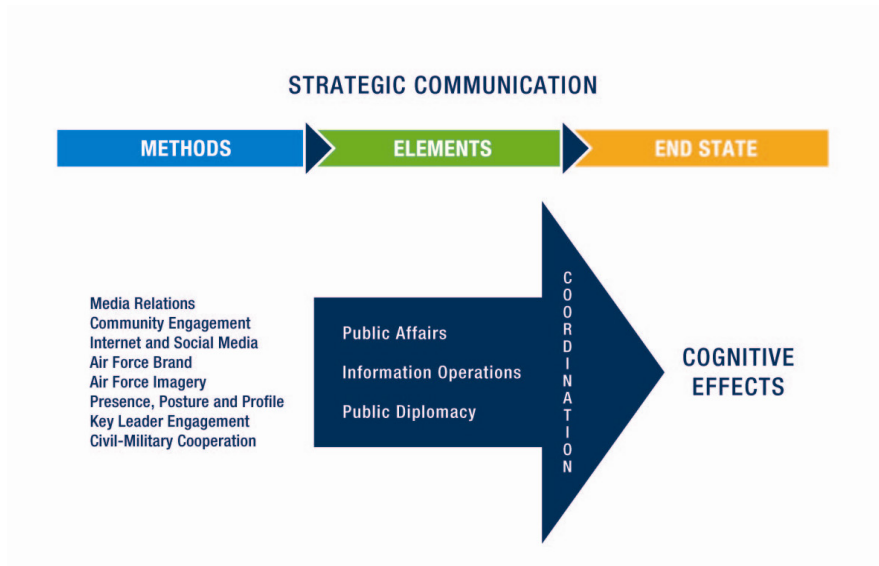 STRATEGIC COMMUNICATION
METHODS
ELEMENTS
END STATE
Media Relations
Community Engagement
Internet and Social Media
Air Force Brand
Air Force Imagery
Presence, Posture and Profile
Key Leader Engagement
Civil-Military Cooperation
Public Affairs
Information Operations
Public Diplomacy
COORDINATION
COGNITIVE
EFFECTS